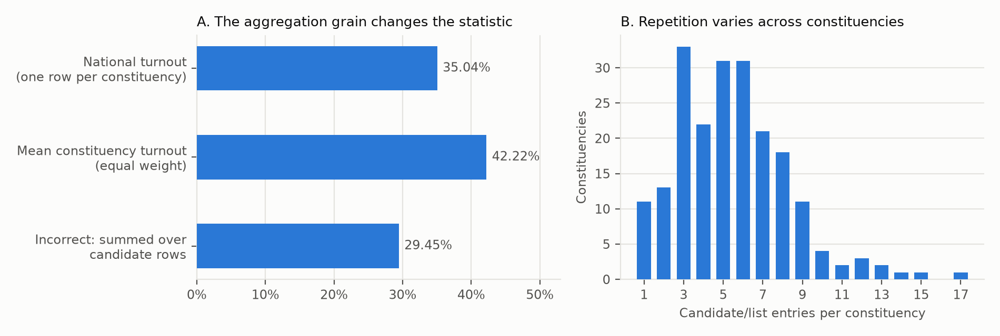 A. The aggregation grain changes the statistic
National turnout
(one row per constituency)
35.04%
Mean constituency turnout
(equal weight)
42.22%
Incorrect: summed over
candidate rows
29.45%
0%
10%
20%
30%
40%
50%
B. Repetition varies across constituencies
Constituencies
30
25
20
15
10
5
0
1
3
5
7
9
11
13
15
17
Candidate/list entries per constituency